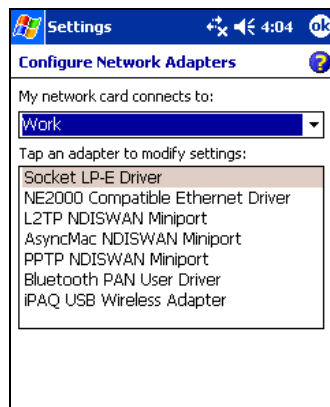 Settings 4:04 ok
Configure Network Adapters ?
My network card connects to:
Work
Tap an adapter to modify settings:
Socket LP-E Driver
NE2000 Compatible Ethernet Driver
L2TP NDISWAN Miniport
AsyncMac NDISWAN Miniport
PPTP NDISWAN Miniport
Bluetooth PAN User Driver
iPAQ USB Wireless Adapter